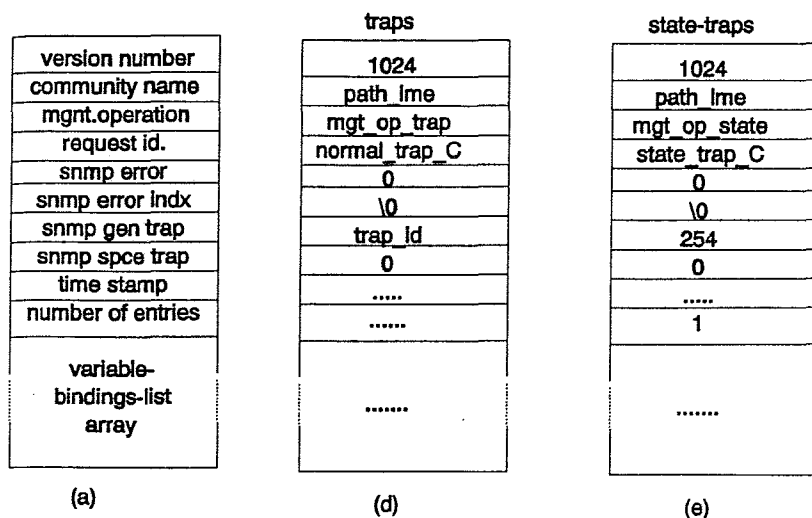 traps
state-traps
version number
community name
mgnt.operation
request id.
snmp error
snmp error indx
snmp gen trap
snmp spce trap
time stamp
number of entries
variable-
bindings-list
array
(a)
1024
path_lme
mgt_op_trap
normal_trap_C
0
\0
trap_id
0
.....
......
.......
(d)
1024
path_lme
mgt_op_state
state_trap_C
0
\0
254
0
.....
1
.......
(e)